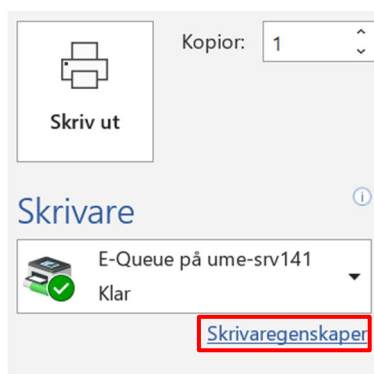 Kopior: 1
Skriv ut
Skrivare
E-Queue på ume-srv141
Klar
Skrivaregenskaper